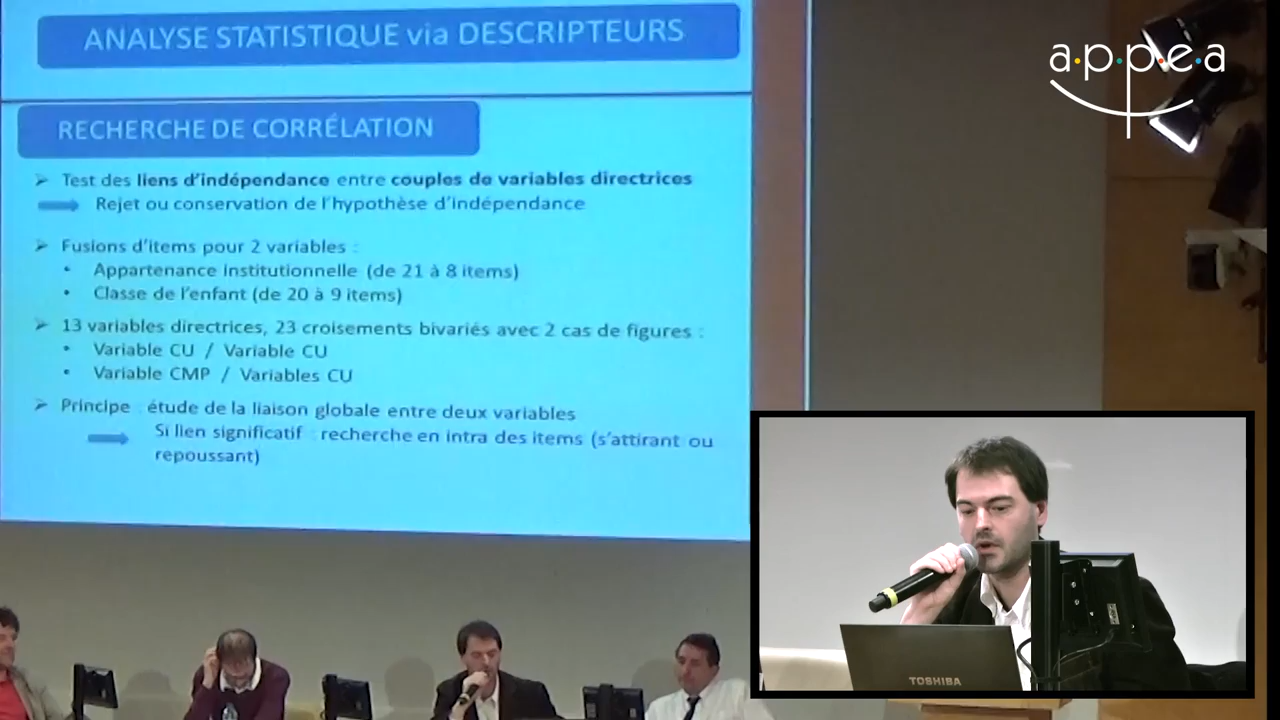 ANALYSE STATISTIQUE via DESCRIPTEURS
a·p·p·e·a
RECHERCHE DE CORRÉLATION
➢ Test des liens d'indépendance entre couples de variables directrices
Rejet ou conservation de l'hypothèse d'indépendance
➢ Fusions d'items pour 2 variables :
• Appartenance institutionnelle (de 21 à 8 items)
• Classe de l'enfant (de 20 à 9 items)
➢ 13 variables directrices, 23 croisements bivariés avec 2 cas de figures :
• Variable CU / Variable CU
• Variable CMP / Variables CU
➢ Principe : étude de la liaison globale entre deux variables
Si lien significatif : recherche en intra des items (s'attirant ou
repoussant)
TOSHIBA